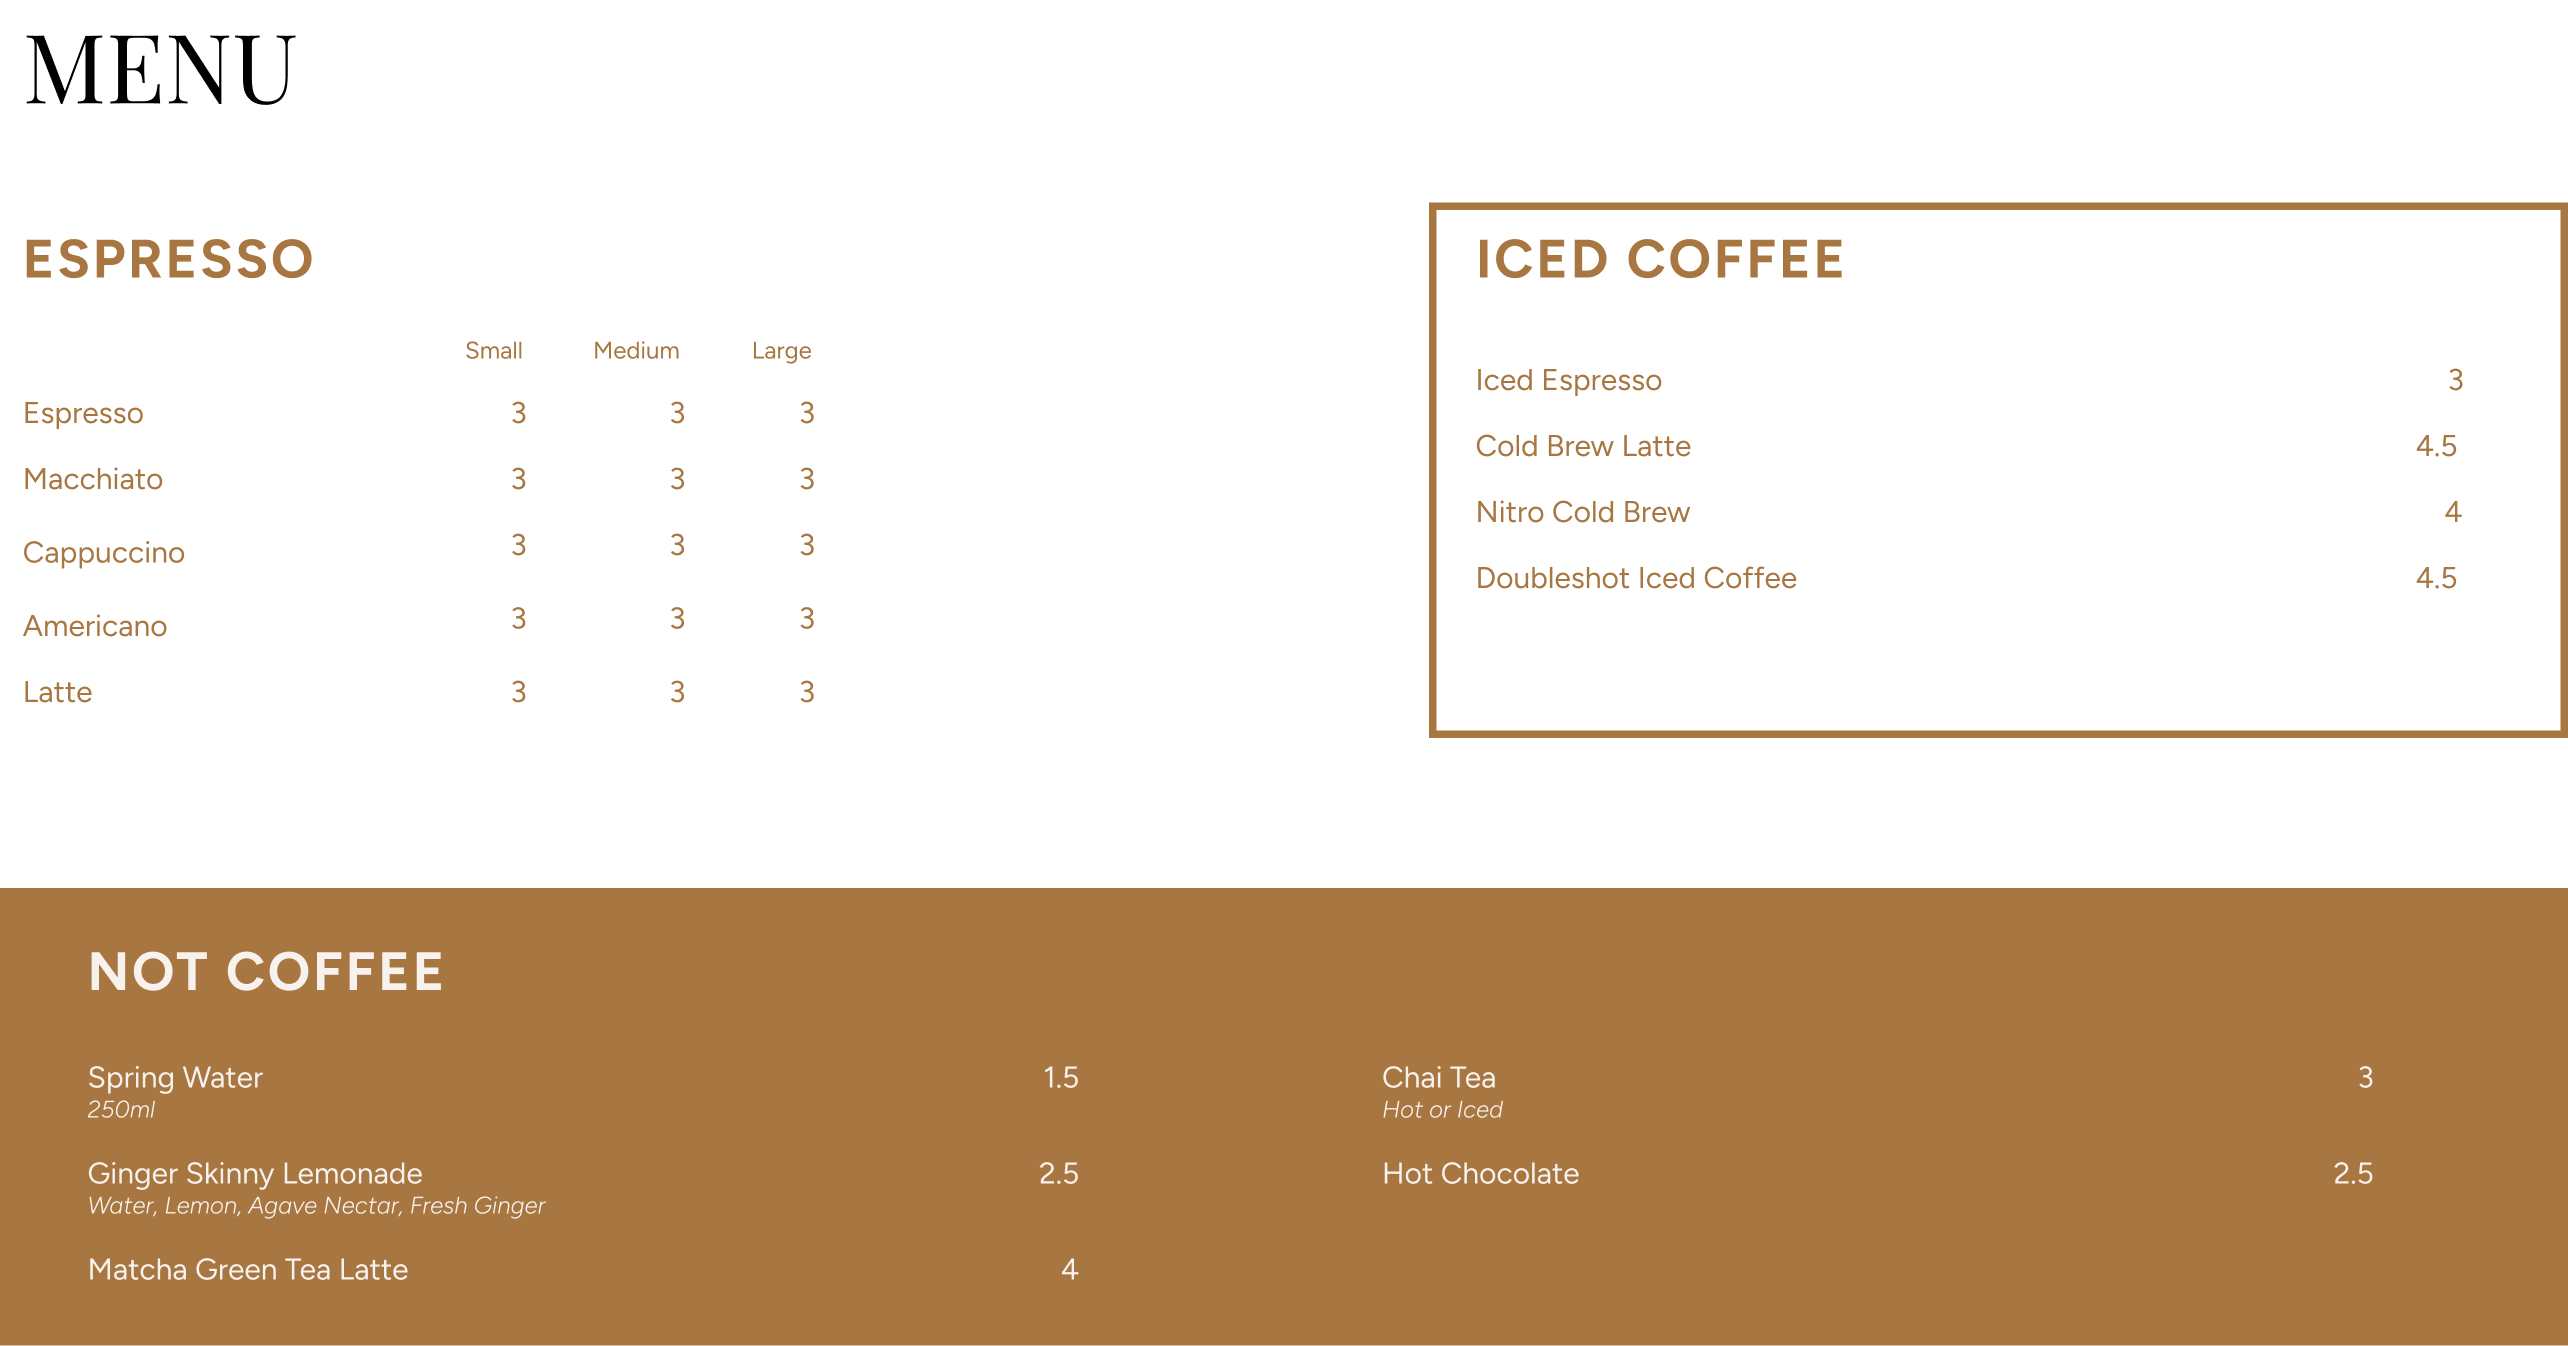 MENU
ESPRESSO
Small Medium Large
Espresso 3 3 3
Macchiato 3 3 3
Cappuccino 3 3 3
Americano 3 3 3
Latte 3 3 3
ICED COFFEE
Iced Espresso 3
Cold Brew Latte 4.5
Nitro Cold Brew 4
Doubleshot Iced Coffee 4.5
NOT COFFEE
Spring Water 1.5
250ml
Ginger Skinny Lemonade 2.5
Water, Lemon, Agave Nectar, Fresh Ginger
Matcha Green Tea Latte 4
Chai Tea 3
Hot or Iced
Hot Chocolate 2.5